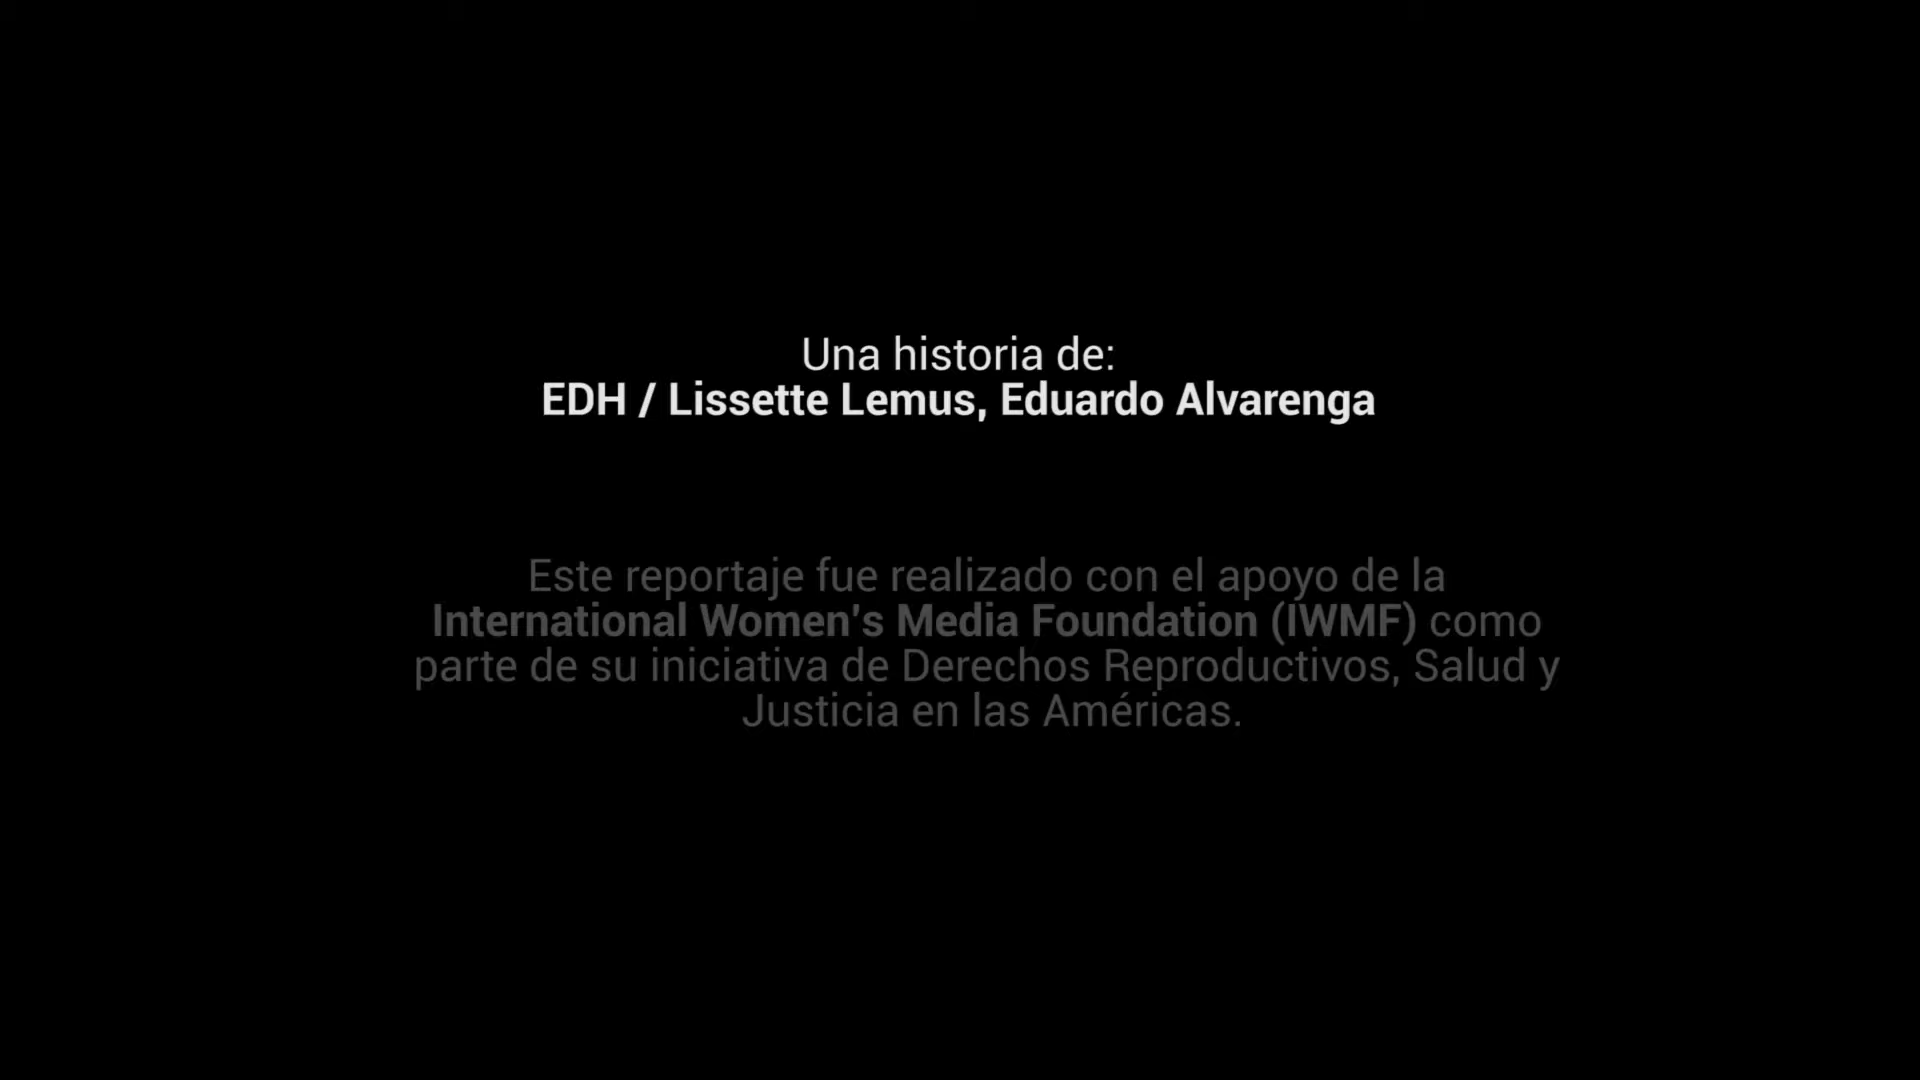 Una historia de:
EDH / Lissette Lemus, Eduardo Alvarenga
Este reportaje fue realizado con el apoyo de la
International Women's Media Foundation (IWMF) como
parte de su iniciativa de Derechos Reproductivos, Salud y
Justicia en las Américas.